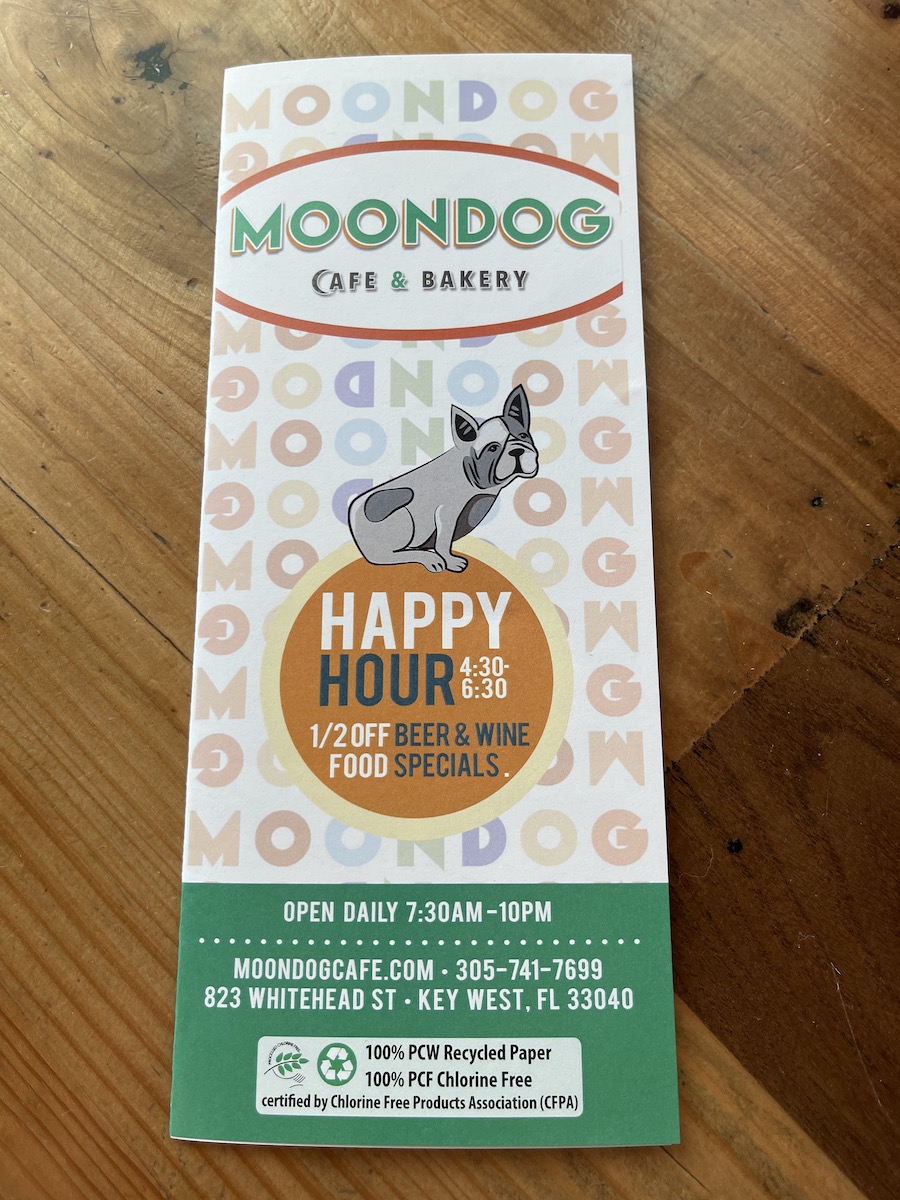 MOONDOG
MOONDOG
CAFE & BAKERY
HAPPY
HOUR 4:30-
6:30
1/2 OFF BEER & WINE
FOOD SPECIALS.
MOONDOG
OPEN DAILY 7:30AM-10PM
MOONDOGCAFE.COM • 305-741-7699
823 WHITEHEAD ST • KEY WEST, FL 33040
100% PCW Recycled Paper
100% PCF Chlorine Free
certified by Chlorine Free Products Association (CFPA)